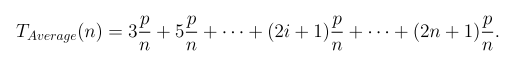 T_{Average}(n) = 3\frac{p}{n} + 5\frac{p}{n} + \cdots + (2i + 1)\frac{p}{n} + \cdots + (2n + 1)\frac{p}{n}.